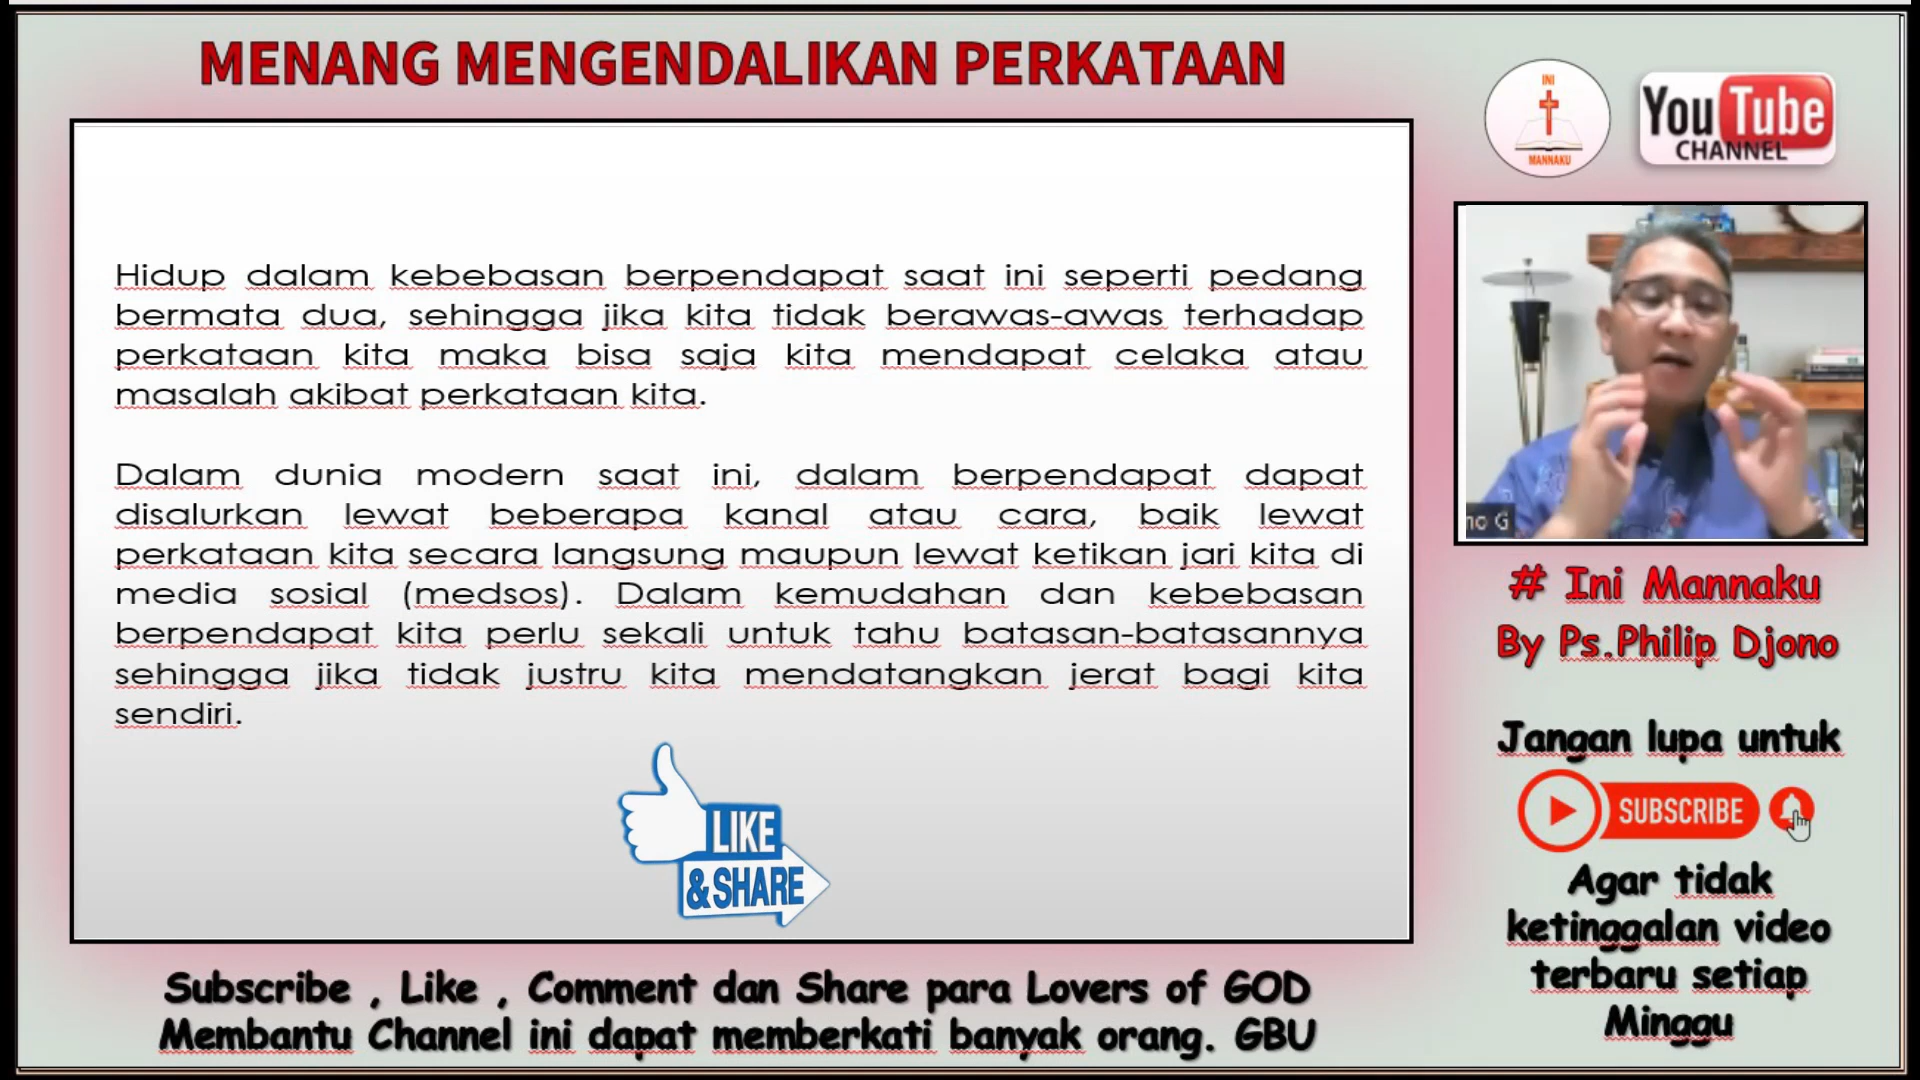 MENANG MENGENDALIKAN PERKATAAN
INI
MANNAKU
YouTube
CHANNEL
Hidup dalam kebebasan berpendapat saat ini seperti pedang
bermata dua, sehingga jika kita tidak berawas-awas terhadap
perkataan kita maka bisa saja kita mendapat celaka atau
masalah akibat perkataan kita.
Dalam dunia modern saat ini, dalam berpendapat dapat
disalurkan lewat beberapa kanal atau cara, baik lewat
perkataan kita secara langsung maupun lewat ketikan jari kita di
media sosial (medsos). Dalam kemudahan dan kebebasan
berpendapat kita perlu sekali untuk tahu batasan-batasannya
sehingga jika tidak justru kita mendatangkan jerat bagi kita
sendiri.
LIKE
& SHARE
no G
# Ini Mannaku
By Ps.Philip Djono
Jangan lupa untuk
SUBSCRIBE
Agar tidak
ketinggalan video
terbaru setiap
Minggu
Subscribe , Like , Comment dan Share para Lovers of GOD
Membantu Channel ini dapat memberkati banyak orang. GBU